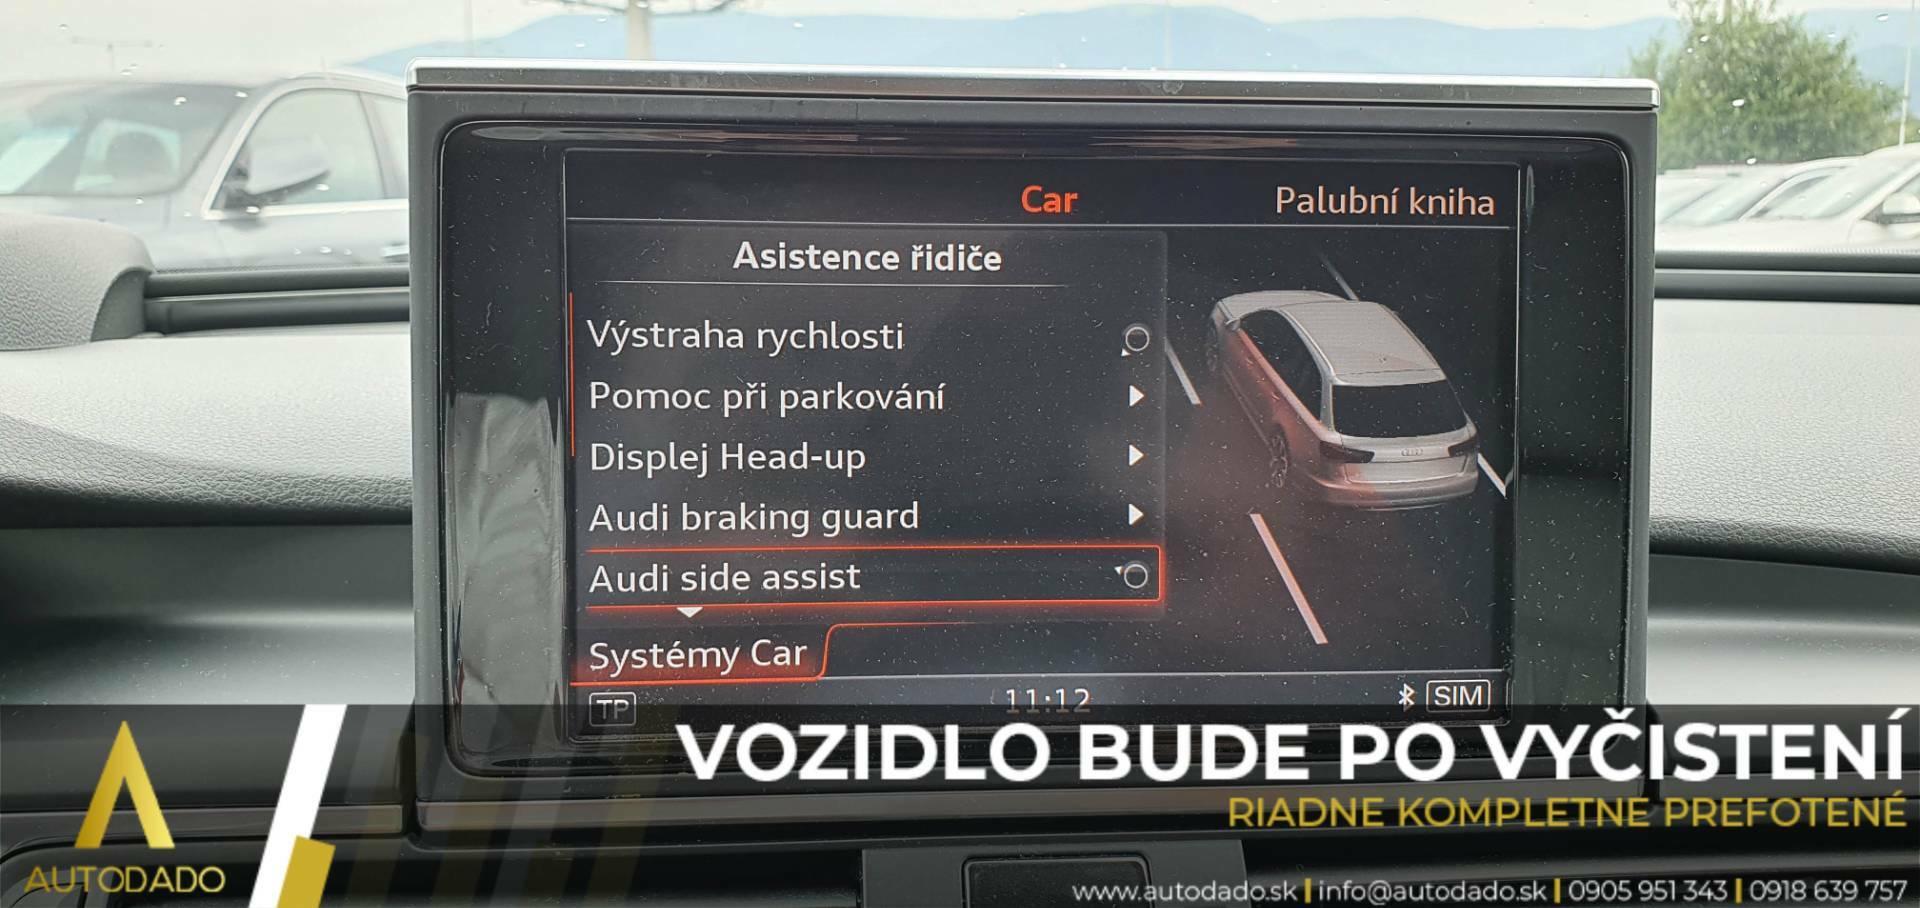 Car
Palubní kniha
Asistence řidiče
Výstraha rychlosti
Pomoc při parkování
Displej Head-up
Audi braking guard
Audi side assist
Systémy Car
TP
11:12
SIM
VOZIDLO BUDE PO VYČISTENÍ
RIADNE KOMPLETNE PREFOTENÉ
AUTODADO
www.autodado.sk | info@autodado.sk | 0905 951 343 | 0918 639 757